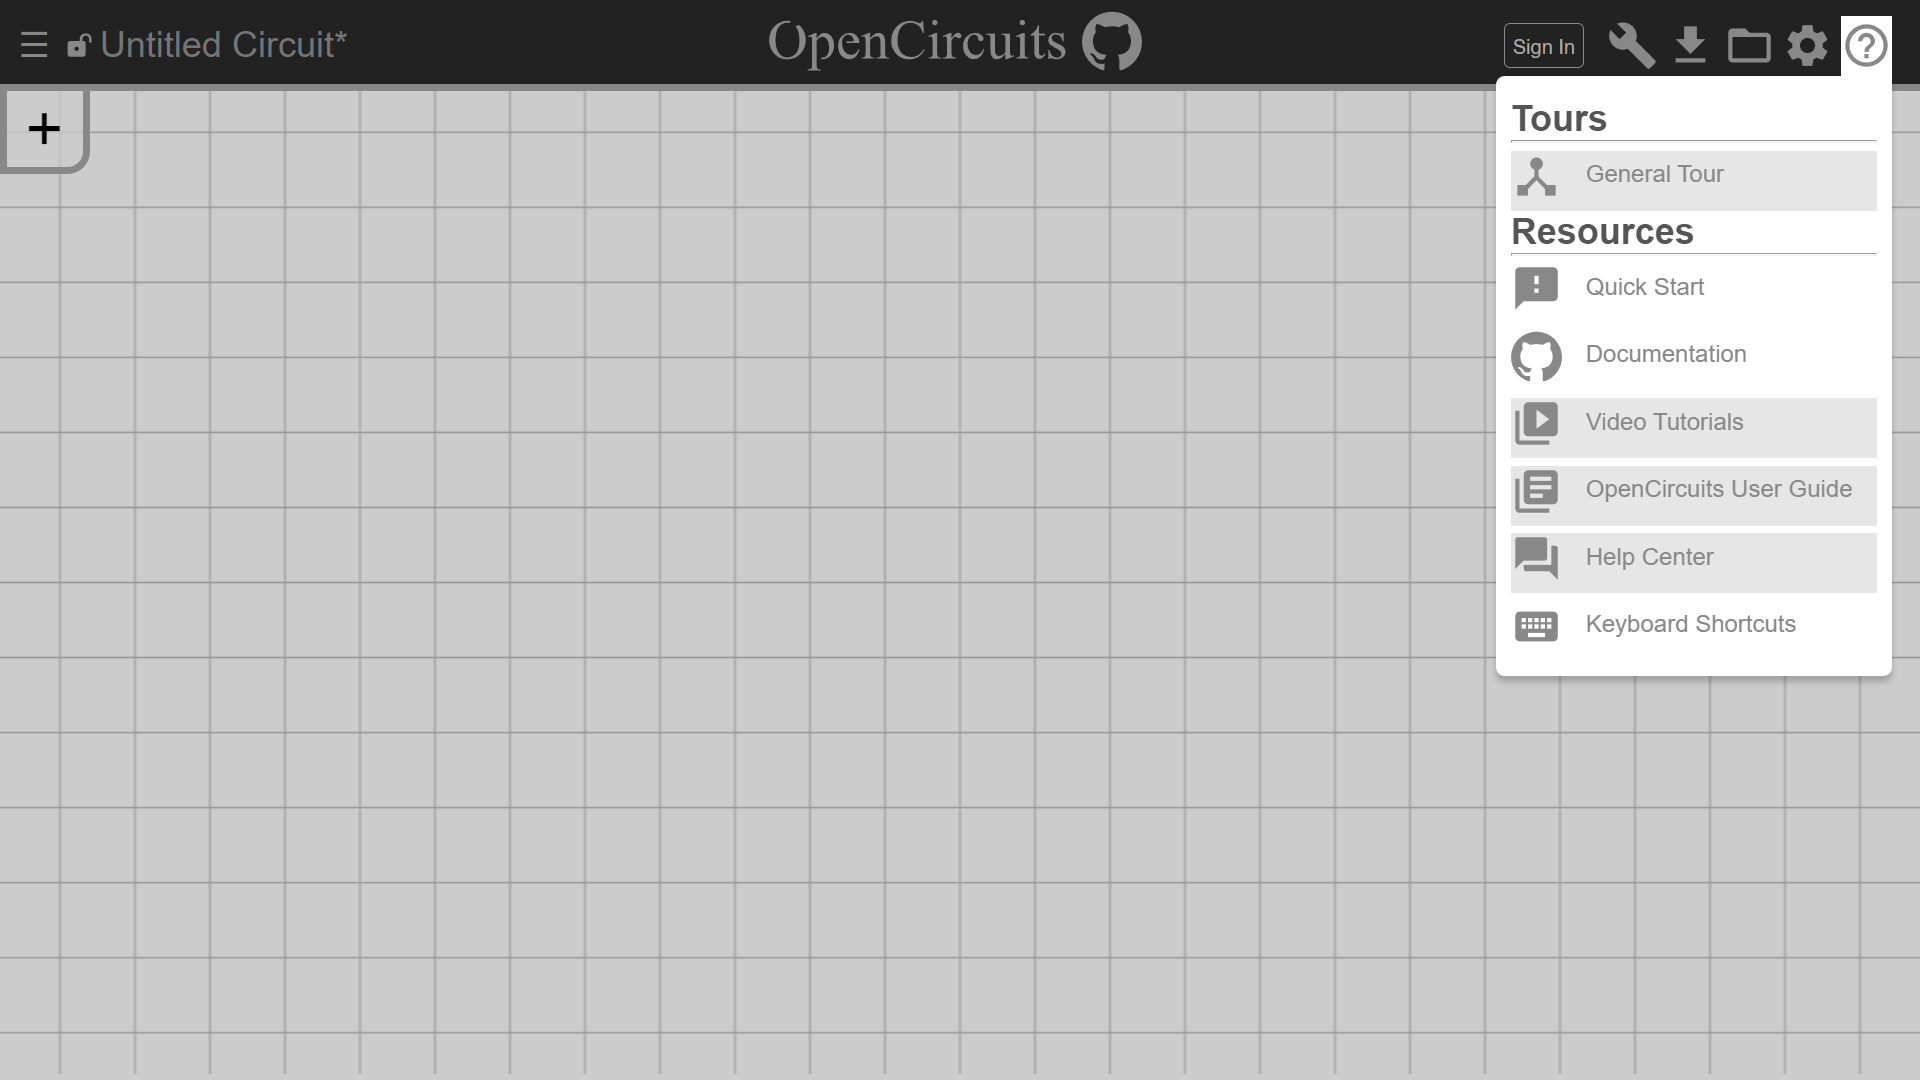 Untitled Circuit*
OpenCircuits
Sign In
Tours
General Tour
Resources
Quick Start
Documentation
Video Tutorials
OpenCircuits User Guide
Help Center
Keyboard Shortcuts